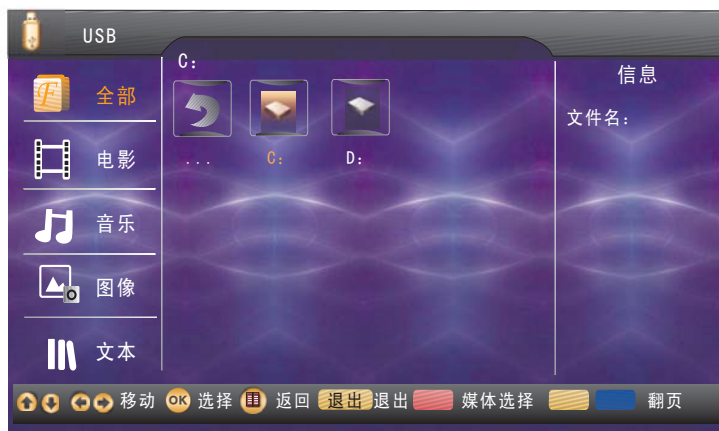 USB
C:
信息
全部
文件名:
电影
... C: D:
音乐
图像
文本
移动 OK 选择 返回 退出 退出 媒体选择 翻页